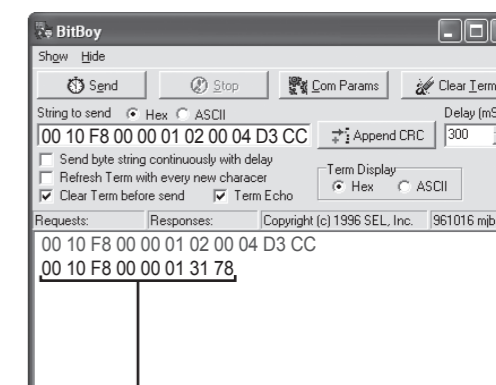 BitBoy
Show Hide
Send Stop Com Params Clear Term
String to send Hex ASCII Delay (mS
00 10 F8 00 00 01 02 00 04 D3 CC Append CRC 300
Send byte string continuously with delay
Refresh Term with every new characer
Term Display
Hex ASCII
Clear Term before send Term Echo
Requests: Responses: Copyright (c) 1996 SEL, Inc. 961016 mjb
00 10 F8 00 00 01 02 00 04 D3 CC
00 10 F8 00 00 01 31 78